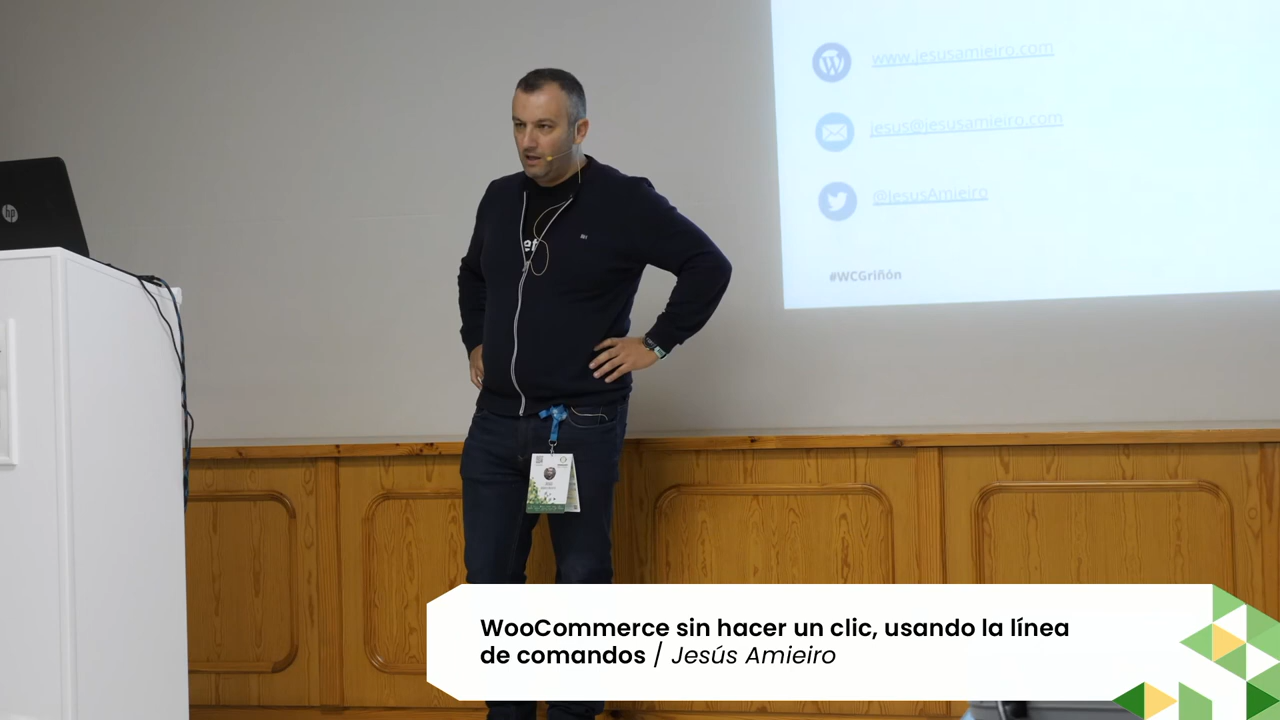 www.jesusamieiro.com
jesus@jesusamieiro.com
@JesusAmieiro
#WCGriñón
hp
WooCommerce sin hacer un clic, usando la línea
de comandos / Jesús Amieiro